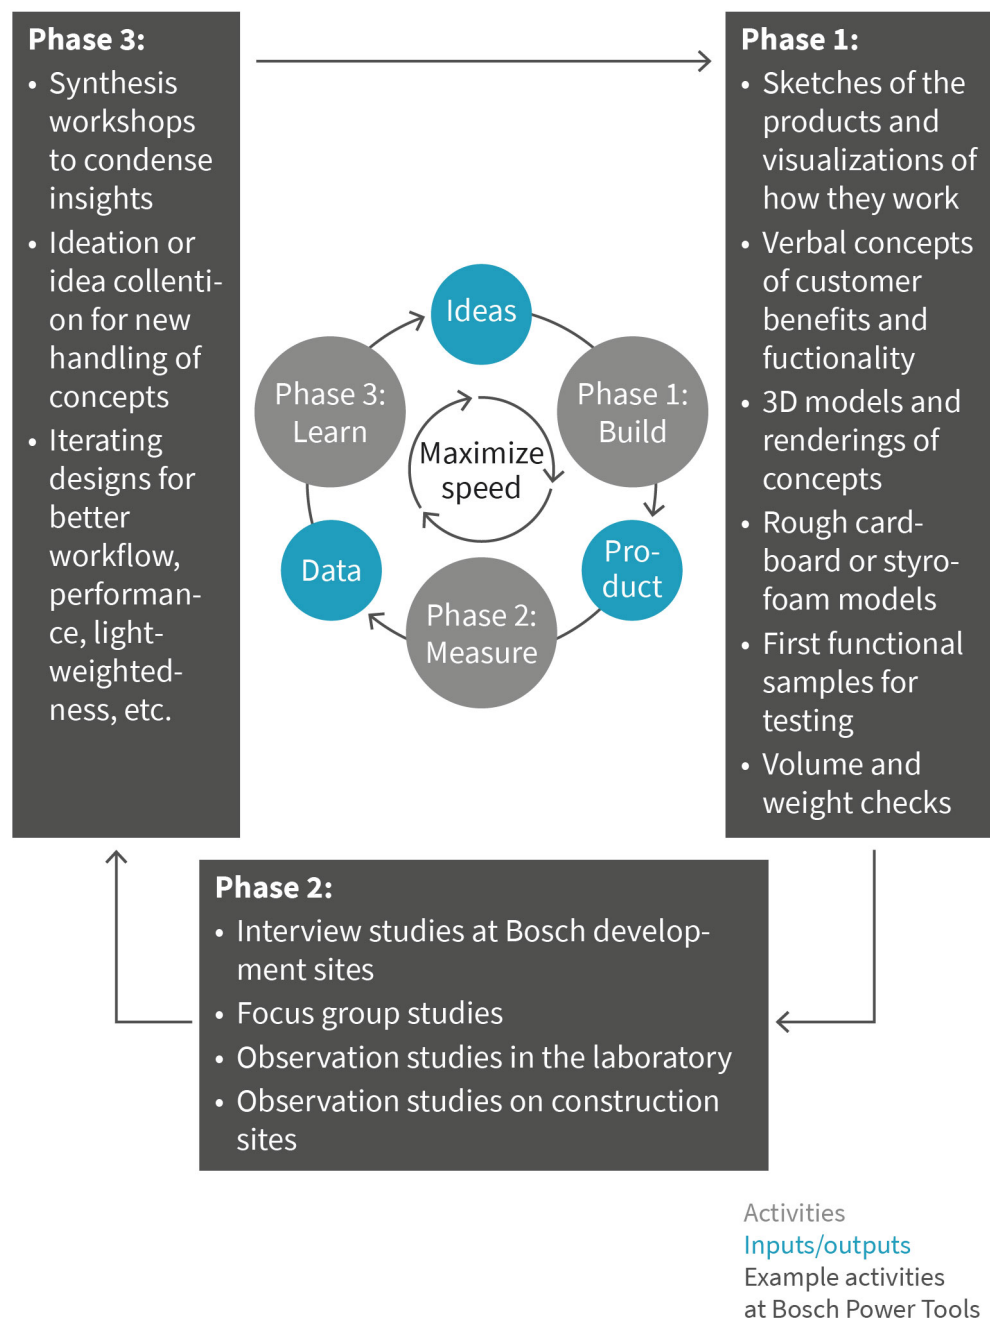 Phase 3:
• Synthesis
workshops
to condense
insights
• Ideation or
idea collenti-
on for new
handling of
concepts
• Iterating
designs for
better
workflow,
performan-
ce, light-
weighted-
ness, etc.
Phase 1:
• Sketches of the
products and
visualizations of
how they work
• Verbal concepts
of customer
benefits and
fuctionality
• 3D models and
renderings of
concepts
• Rough card-
board or styro-
foam models
• First functional
samples for
testing
• Volume and
weight checks
Ideas
Phase 1:
Build
Pro-
duct
Phase 2:
Measure
Data
Phase 3:
Learn
Maximize
speed
Phase 2:
• Interview studies at Bosch develop-
ment sites
• Focus group studies
• Observation studies in the laboratory
• Observation studies on construction
sites
Activities
Inputs/outputs
Example activities
at Bosch Power Tools